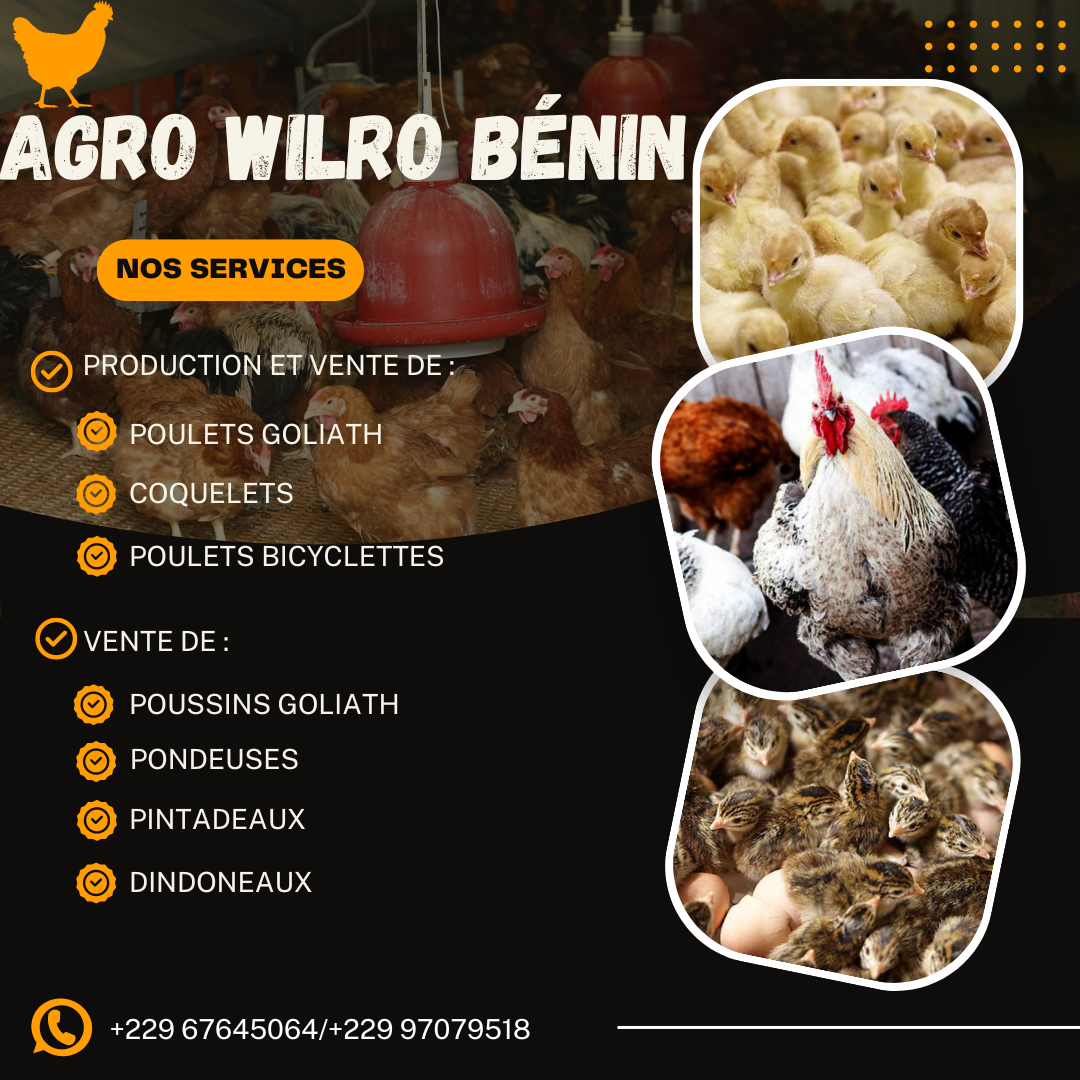 AGRO WILRO BÉNIN
NOS SERVICES
PRODUCTION ET VENTE DE :
POULETS GOLIATH
COQUELETS
POULETS BICYCLETTES
VENTE DE :
POUSSINS GOLIATH
PONDEUSES
PINTADEAUX
DINDONEAUX
+229 67645064/+229 97079518